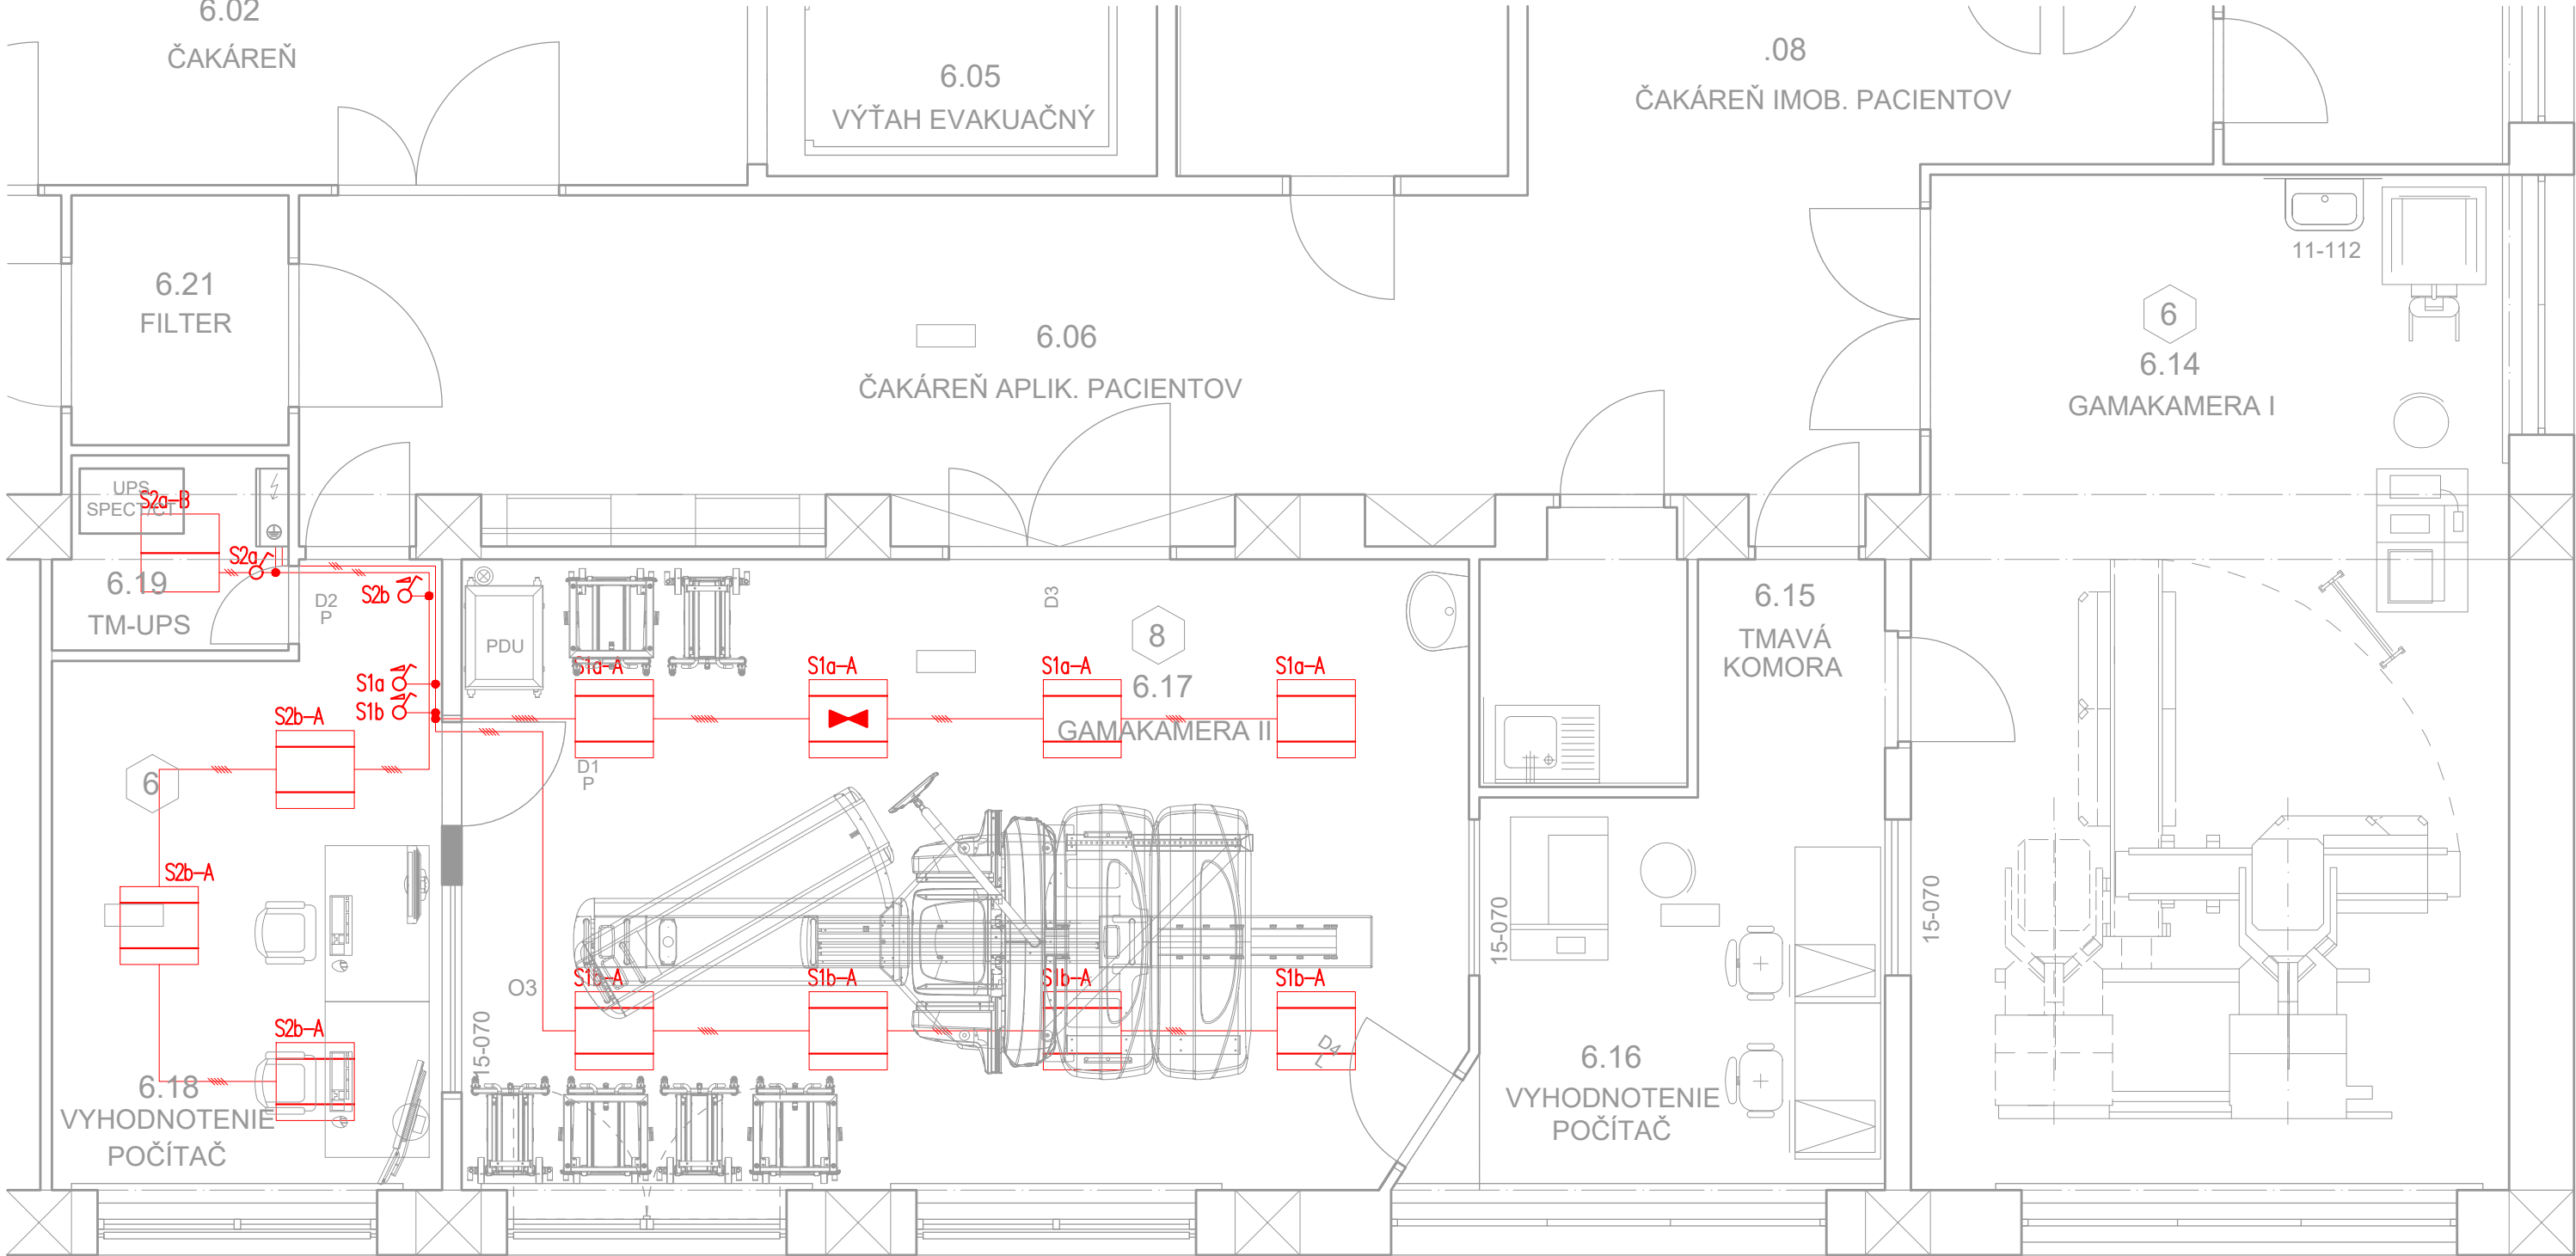 6.02
ČAKÁREŇ
6.05
VÝŤAH EVAKUAČNÝ
.08
ČAKÁREŇ IMOB. PACIENTOV
11-112
6.21
FILTER
6.06
ČAKÁREŇ APLIK. PACIENTOV
6
6.14
GAMAKAMERA I
UPS
SPECT/CT
S2a-B
S2a
6.19
TM-UPS
D2
P
S2b
PDU
D3
8
6.17
GAMAKAMERA II
6.15
TMAVÁ
KOMORA
S1a
S1b
S1a-A
S1a-A
S1a-A
S1a-A
S2b-A
6
D1
P
S2b-A
S2b-A
6.18
VYHODNOTENIE
POČÍTAČ
O3
15-070
S1b-A
S1b-A
S1b-A
S1b-A
D4
L
15-070
15-070
6.16
VYHODNOTENIE
POČÍTAČ